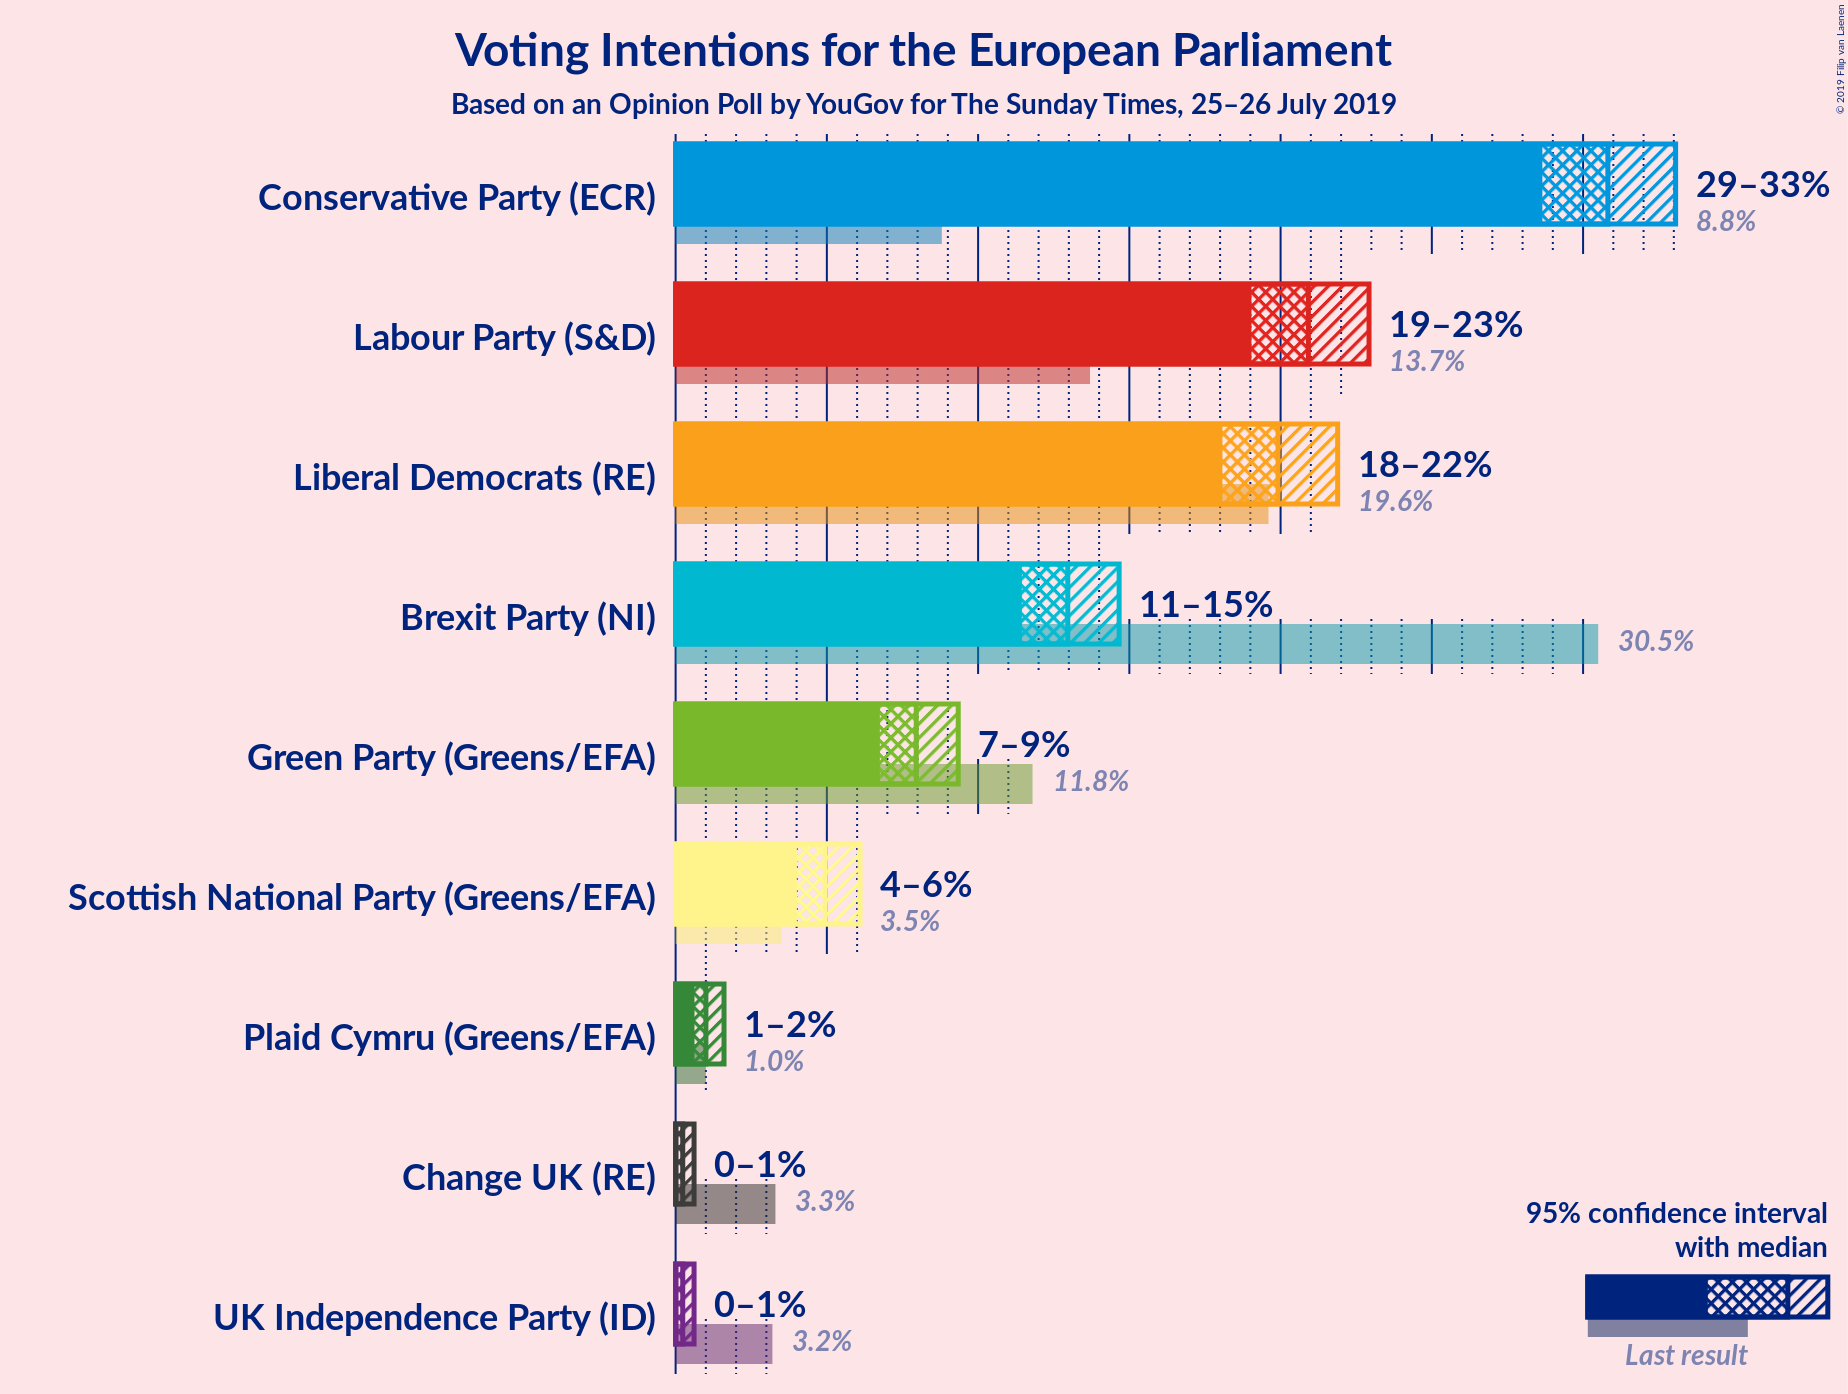 Voting Intentions for the European Parliament
Based on an Opinion Poll by YouGov for The Sunday Times, 25–26 July 2019
© 2019 Filip van Laenen
Conservative Party (ECR)
29–33%
8.8%
Labour Party (S&D)
19–23%
13.7%
Liberal Democrats (RE)
18–22%
19.6%
Brexit Party (NI)
11–15%
30.5%
Green Party (Greens/EFA)
7–9%
11.8%
Scottish National Party (Greens/EFA)
4–6%
3.5%
Plaid Cymru (Greens/EFA)
1–2%
1.0%
Change UK (RE)
0–1%
3.3%
UK Independence Party (ID)
0–1%
3.2%
95% confidence interval
with median
Last result